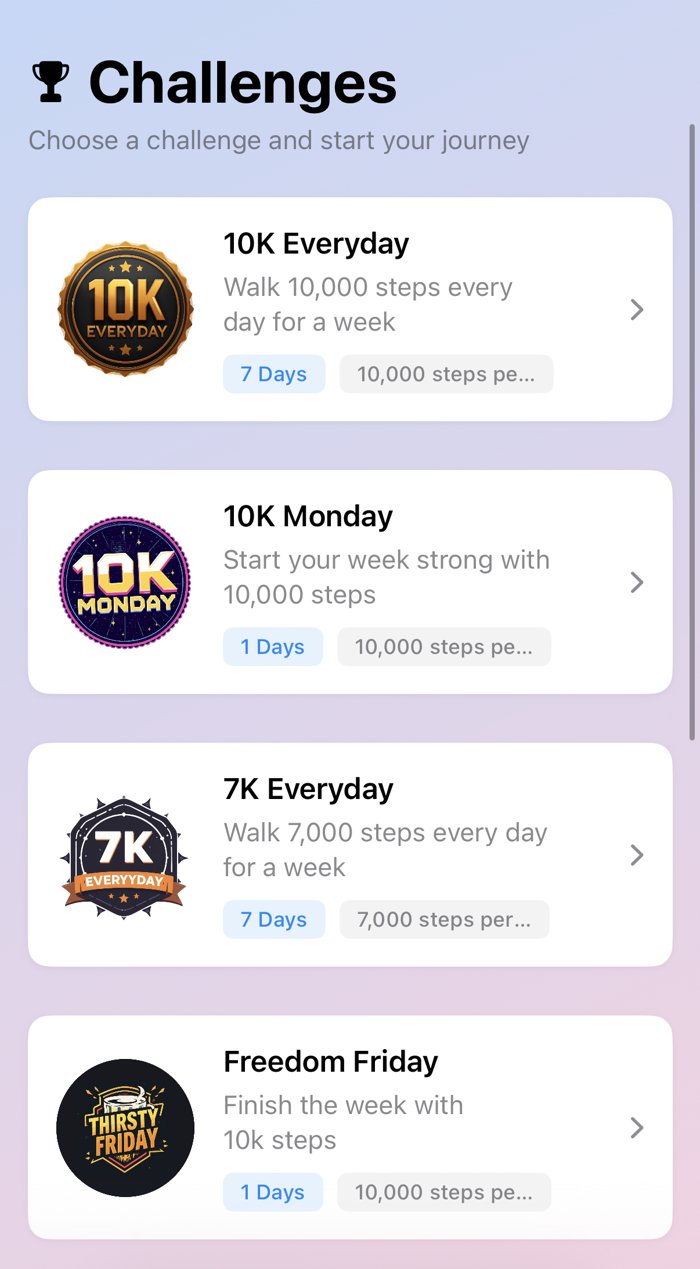 Challenges
Choose a challenge and start your journey
10K
EVERYDAY
10K Everyday
Walk 10,000 steps every
day for a week
7 Days
10,000 steps pe...
10K
MONDAY
10K Monday
Start your week strong with
10,000 steps
1 Days
10,000 steps pe...
7K
EVERYYDAY
7K Everyday
Walk 7,000 steps every day
for a week
7 Days
7,000 steps per...
THIRSTY
FRIDAY
Freedom Friday
Finish the week with
10k steps
1 Days
10,000 steps pe...